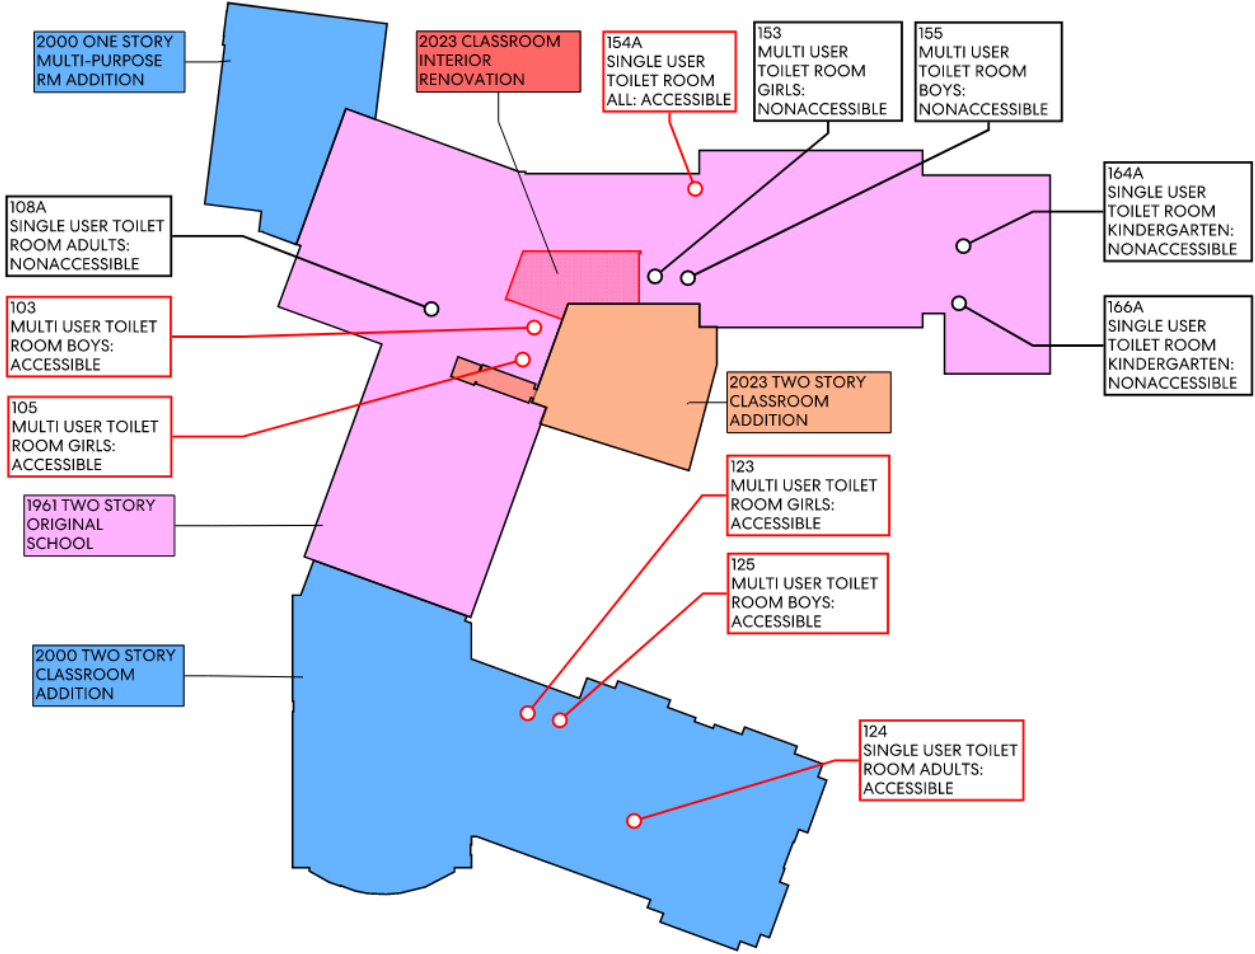 2000 ONE STORY
MULTI-PURPOSE
RM ADDITION
2023 CLASSROOM
INTERIOR
RENOVATION
154A
SINGLE USER
TOILET ROOM
ALL: ACCESSIBLE
153
MULTI USER
TOILET ROOM
GIRLS:
NONACCESSIBLE
155
MULTI USER
TOILET ROOM
BOYS:
NONACCESSIBLE
164A
SINGLE USER
TOILET ROOM
KINDERGARTEN:
NONACCESSIBLE
108A
SINGLE USER TOILET
ROOM ADULTS:
NONACCESSIBLE
103
MULTI USER TOILET
ROOM BOYS:
ACCESSIBLE
166A
SINGLE USER
TOILET ROOM
KINDERGARTEN:
NONACCESSIBLE
105
MULTI USER TOILET
ROOM GIRLS:
ACCESSIBLE
2023 TWO STORY
CLASSROOM
ADDITION
123
MULTI USER TOILET
ROOM GIRLS:
ACCESSIBLE
1961 TWO STORY
ORIGINAL
SCHOOL
125
MULTI USER TOILET
ROOM BOYS:
ACCESSIBLE
2000 TWO STORY
CLASSROOM
ADDITION
124
SINGLE USER TOILET
ROOM ADULTS:
ACCESSIBLE